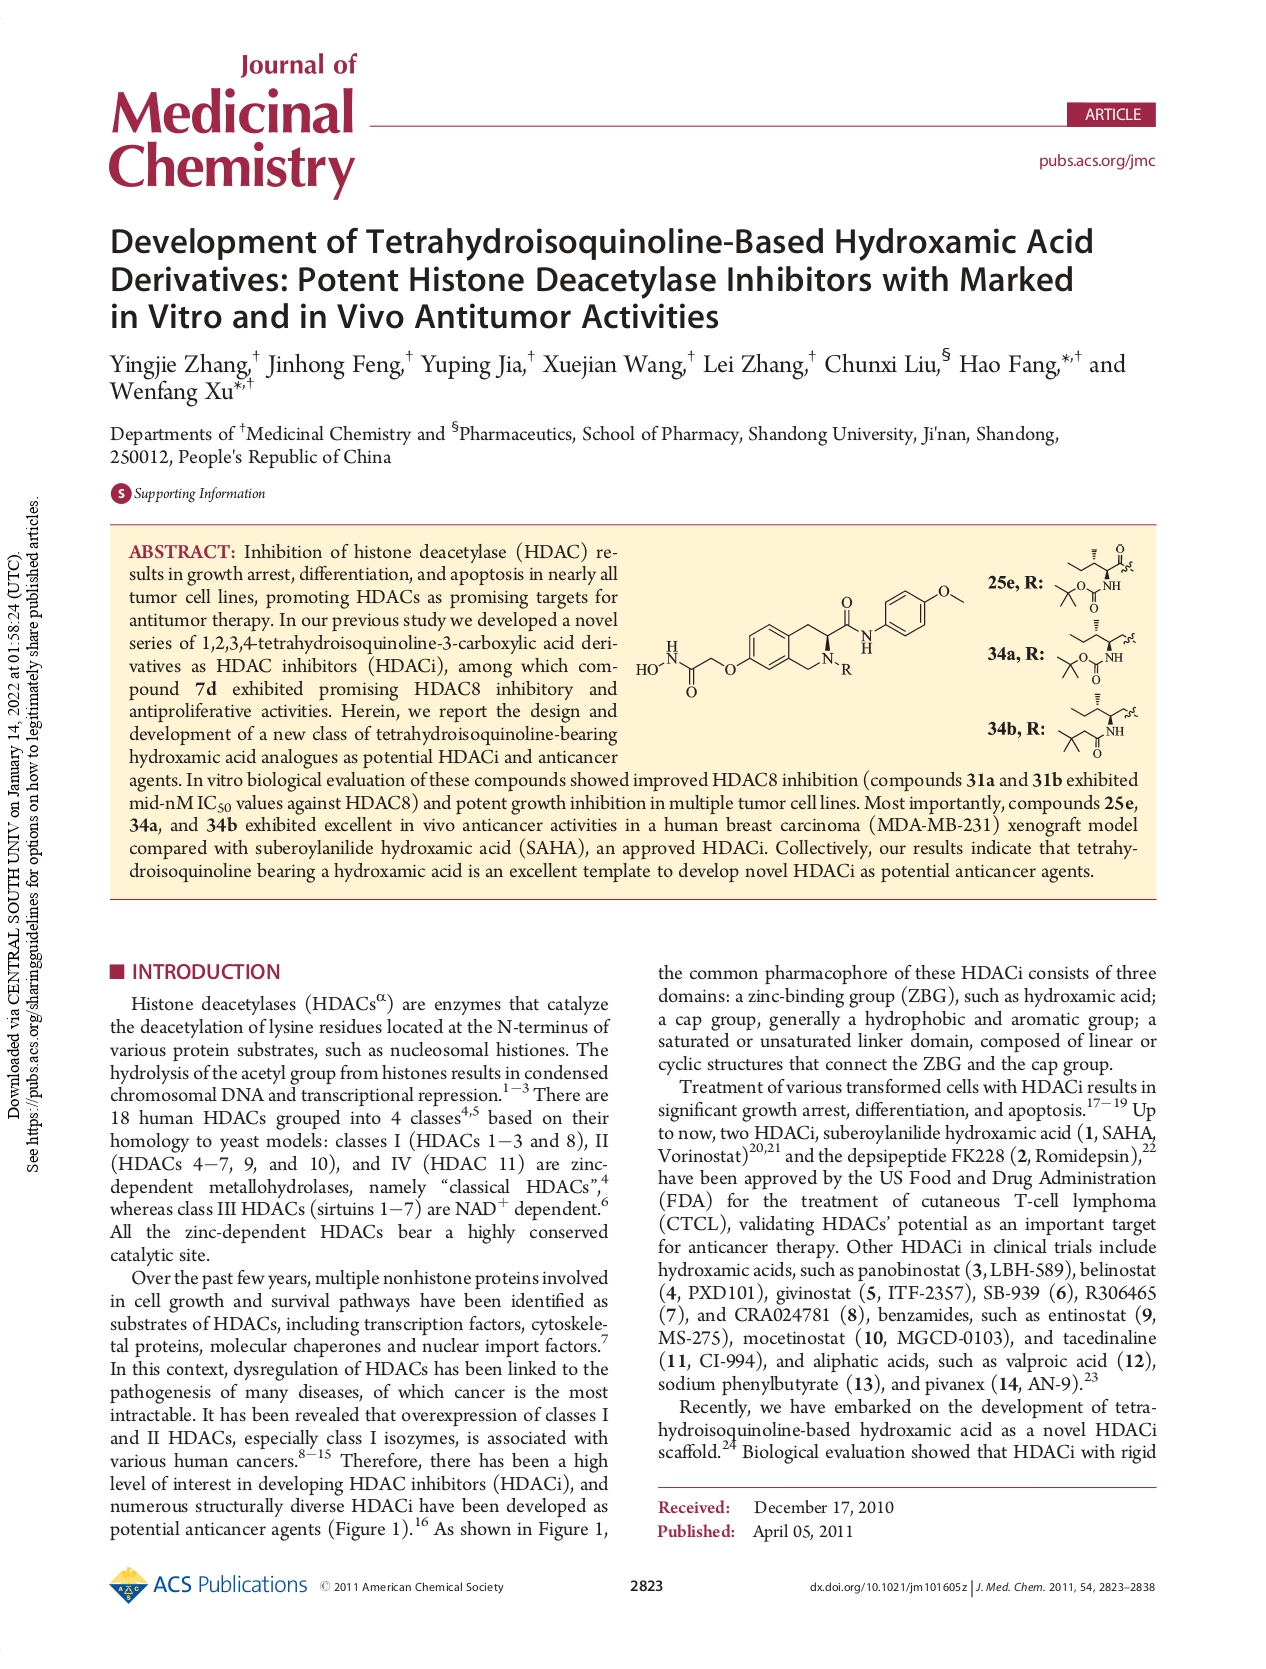 Journal of
Medicinal
Chemistry
ARTICLE
pubs.acs.org/jmc
Development of Tetrahydroisoquinoline-Based Hydroxamic Acid
Derivatives: Potent Histone Deacetylase Inhibitors with Marked
in Vitro and in Vivo Antitumor Activities
Yingjie Zhang,† Jinhong Feng,† Yuping Jia,† Xuejian Wang,† Lei Zhang,† Chunxi Liu,§ Hao Fang,*,† and
Wenfang Xu*,†
Departments of †Medicinal Chemistry and §Pharmaceutics, School of Pharmacy, Shandong University, Ji'nan, Shandong,
250012, People's Republic of China
S Supporting Information
ABSTRACT: Inhibition of histone deacetylase (HDAC) re-
sults in growth arrest, differentiation, and apoptosis in nearly all
tumor cell lines, promoting HDACs as promising targets for
antitumor therapy. In our previous study we developed a novel
series of 1,2,3,4-tetrahydroisoquinoline-3-carboxylic acid deri-
vatives as HDAC inhibitors (HDACi), among which com-
pound 7d exhibited promising HDAC8 inhibitory and
antiproliferative activities. Herein, we report the design and
development of a new class of tetrahydroisoquinoline-bearing
hydroxamic acid analogues as potential HDACi and anticancer
agents. In vitro biological evaluation of these compounds showed improved HDAC8 inhibition (compounds 31a and 31b exhibited
mid-nM IC50 values against HDAC8) and potent growth inhibition in multiple tumor cell lines. Most importantly, compounds 25e,
34a, and 34b exhibited excellent in vivo anticancer activities in a human breast carcinoma (MDA-MB-231) xenograft model
compared with suberoylanilide hydroxamic acid (SAHA), an approved HDACi. Collectively, our results indicate that tetrahy-
droisoquinoline bearing a hydroxamic acid is an excellent template to develop novel HDACi as potential anticancer agents.
HO
H
N
O
O
O
N
H
O
N
R
25e, R:
O
O
NH
O
34a, R:
O
NH
O
34b, R:
NH
O
INTRODUCTION
Histone deacetylases (HDACsα) are enzymes that catalyze
the deacetylation of lysine residues located at the N-terminus of
various protein substrates, such as nucleosomal histiones. The
hydrolysis of the acetyl group from histones results in condensed
chromosomal DNA and transcriptional repression.1−3 There are
18 human HDACs grouped into 4 classes4,5 based on their
homology to yeast models: classes I (HDACs 1−3 and 8), II
(HDACs 4−7, 9, and 10), and IV (HDAC 11) are zinc-
dependent metallohydrolases, namely “classical HDACs”,4
whereas class III HDACs (sirtuins 1−7) are NAD+ dependent.6
All the zinc-dependent HDACs bear a highly conserved
catalytic site.
Over the past few years, multiple nonhistone proteins involved
in cell growth and survival pathways have been identified as
substrates of HDACs, including transcription factors, cytoskele-
tal proteins, molecular chaperones and nuclear import factors.7
In this context, dysregulation of HDACs has been linked to the
pathogenesis of many diseases, of which cancer is the most
intractable. It has been revealed that overexpression of classes I
and II HDACs, especially class I isozymes, is associated with
various human cancers.8−15 Therefore, there has been a high
level of interest in developing HDAC inhibitors (HDACi), and
numerous structurally diverse HDACi have been developed as
potential anticancer agents (Figure 1).16 As shown in Figure 1,
the common pharmacophore of these HDACi consists of three
domains: a zinc-binding group (ZBG), such as hydroxamic acid;
a cap group, generally a hydrophobic and aromatic group; a
saturated or unsaturated linker domain, composed of linear or
cyclic structures that connect the ZBG and the cap group.
Treatment of various transformed cells with HDACi results in
significant growth arrest, differentiation, and apoptosis.17−19 Up
to now, two HDACi, suberoylanilide hydroxamic acid (1, SAHA,
Vorinostat)20,21 and the depsipeptide FK228 (2, Romidepsin),22
have been approved by the US Food and Drug Administration
(FDA) for the treatment of cutaneous T-cell lymphoma
(CTCL), validating HDACs’ potential as an important target
for anticancer therapy. Other HDACi in clinical trials include
hydroxamic acids, such as panobinostat (3, LBH-589), belinostat
(4, PXD101), givinostat (5, ITF-2357), SB-939 (6), R306465
(7), and CRA024781 (8), benzamides, such as entinostat (9,
MS-275), mocetinostat (10, MGCD-0103), and tacedinaline
(11, CI-994), and aliphatic acids, such as valproic acid (12),
sodium phenylbutyrate (13), and pivanex (14, AN-9).23
Recently, we have embarked on the development of tetra-
hydroisoquinoline-based hydroxamic acid as a novel HDACi
scaffold.24 Biological evaluation showed that HDACi with rigid
Received: December 17, 2010
Published: April 05, 2011
ACS Publications © 2011 American Chemical Society
2823
dx.doi.org/10.1021/jm101605z | J. Med. Chem. 2011, 54, 2823–2838
Downloaded via CENTRAL SOUTH UNIV on January 14, 2022 at 01:58:24 (UTC).
See https://pubs.acs.org/sharingguidelines for options on how to legitimately share published articles.